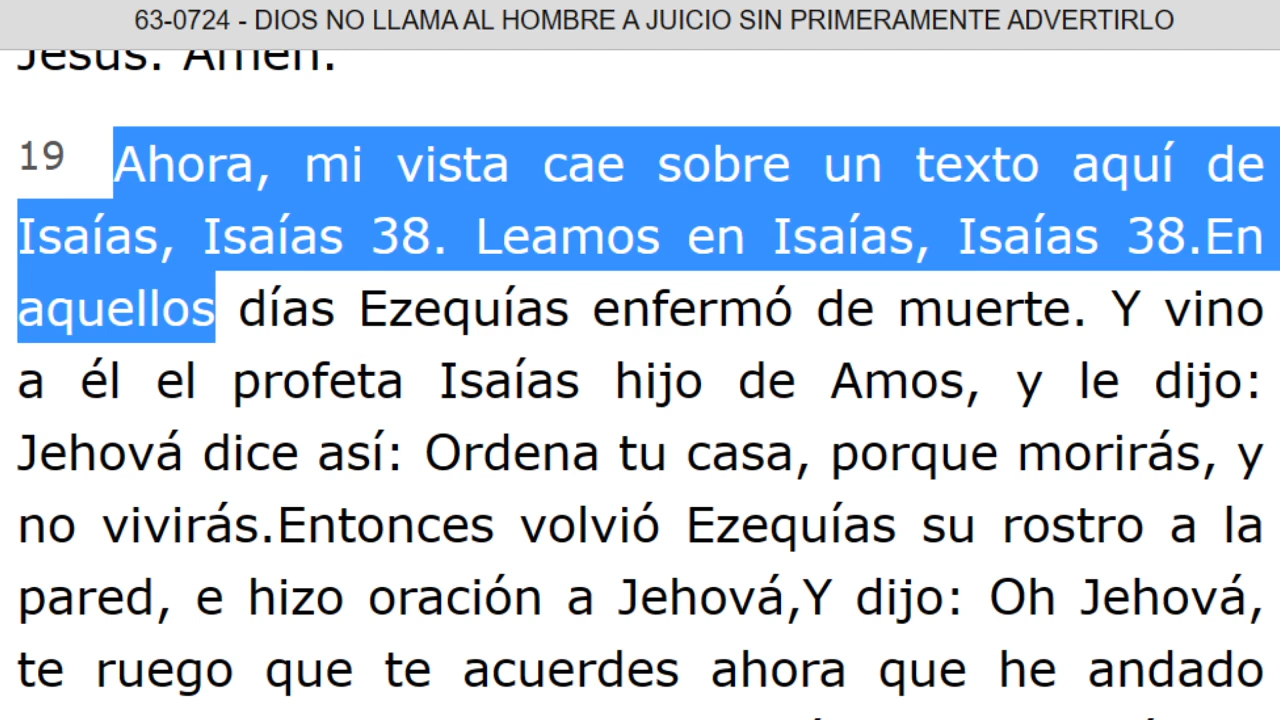 63-0724 - DIOS NO LLAMA AL HOMBRE A JUICIO SIN PRIMERAMENTE ADVERTIRLO
Jesús. Amén.
19 Ahora, mi vista cae sobre un texto aquí de
Isaías, Isaías 38. Leamos en Isaías, Isaías 38.En
aquellos días Ezequías enfermó de muerte. Y vino
a él el profeta Isaías hijo de Amos, y le dijo:
Jehová dice así: Ordena tu casa, porque morirás, y
no vivirás.Entonces volvió Ezequías su rostro a la
pared, e hizo oración a Jehová,Y dijo: Oh Jehová,
te ruego que te acuerdes ahora que he andado